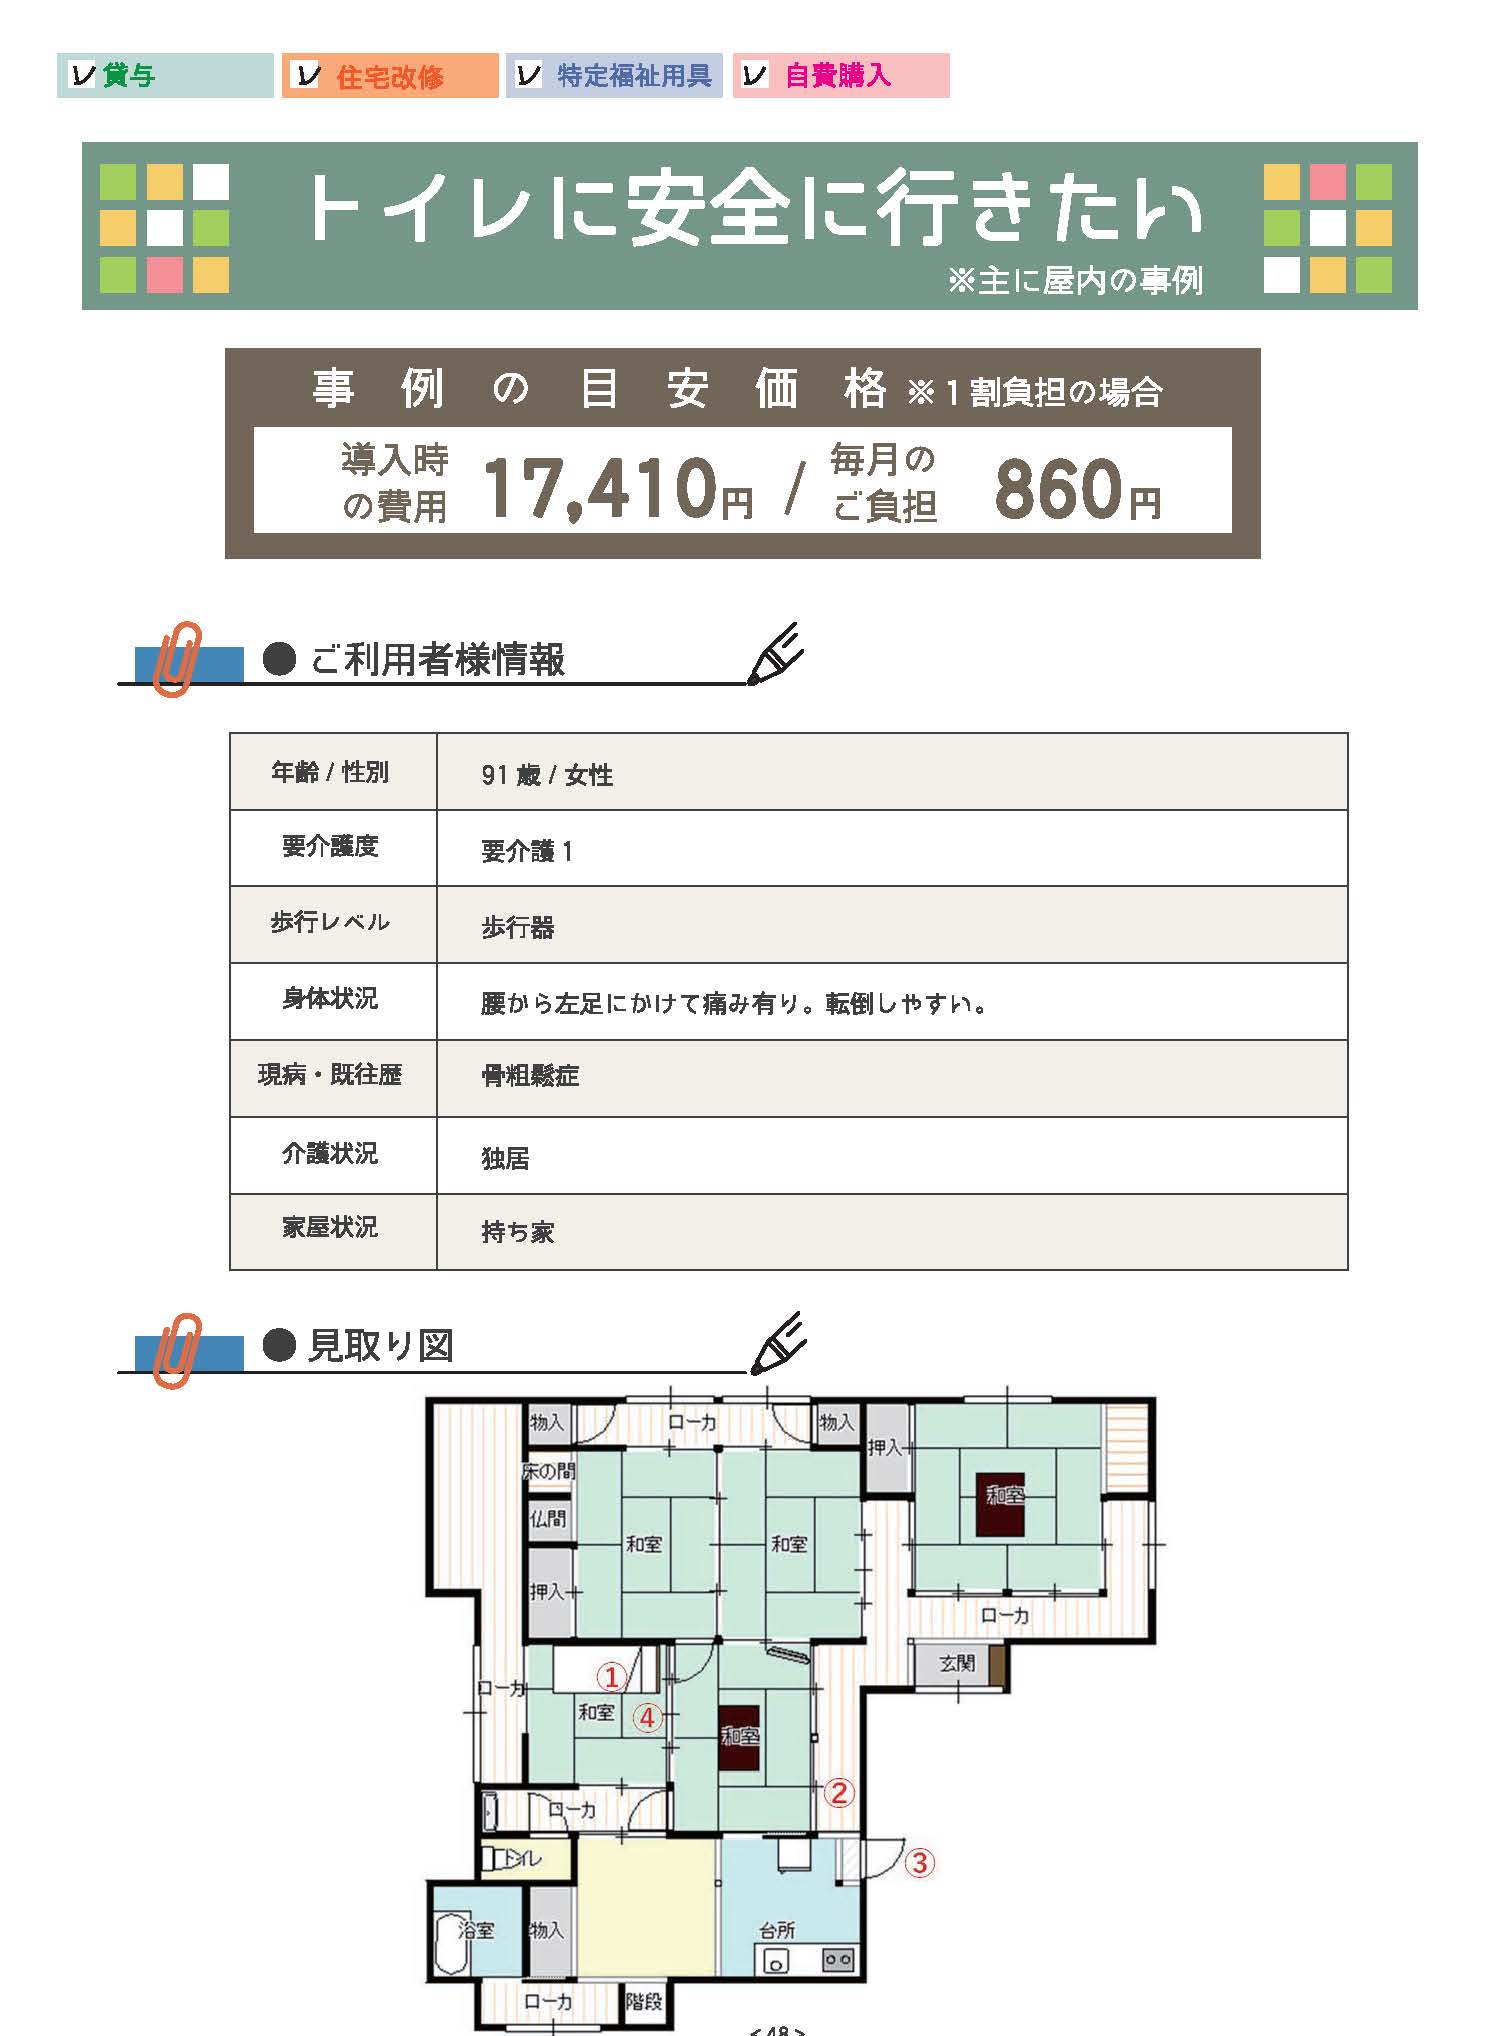 貸与 住宅改修 特定福祉用具 自費購入
トイレに安全に行きたい
※主に屋内の事例
事例の目安価格 ※1割負担の場合
導入時の費用 17,410円 / 毎月のご負担 860円
● ご利用者様情報
年齢 / 性別 91 歳 / 女性
要介護度 要介護 1
歩行レベル 歩行器
身体状況 腰から左足にかけて痛み有り。転倒しやすい。
現病・既往歴 骨粗鬆症
介護状況 独居
家屋状況 持ち家
● 見取り図
物入 ローカ 物入
押入
床の間
和室
仏間
和室 和室
押入
ローカ
玄関
①
ローカ
和室 ④
和室
②
ローカ
トイレ
③
浴室 物入 台所
ローカ 階段
<48>